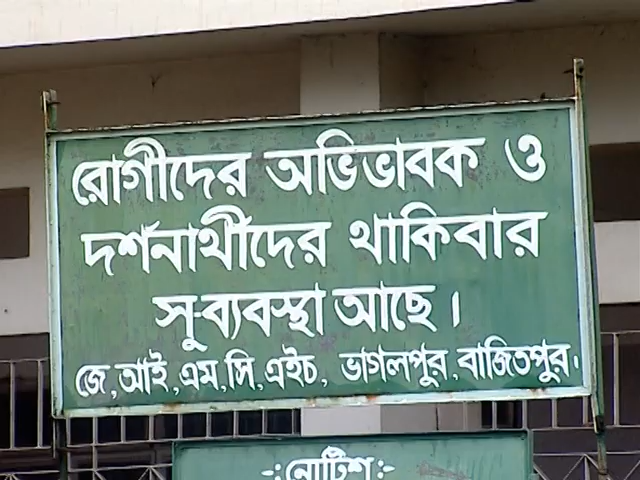 রোগীদের অভিভাবক ও
দর্শনার্থীদের থাকিবার
সু-ব্যবস্থা আছে।
জে,আই,এম,সি,এইচ, ভাগলপুর,বাজিতপুর।
-:নোটিশ:-